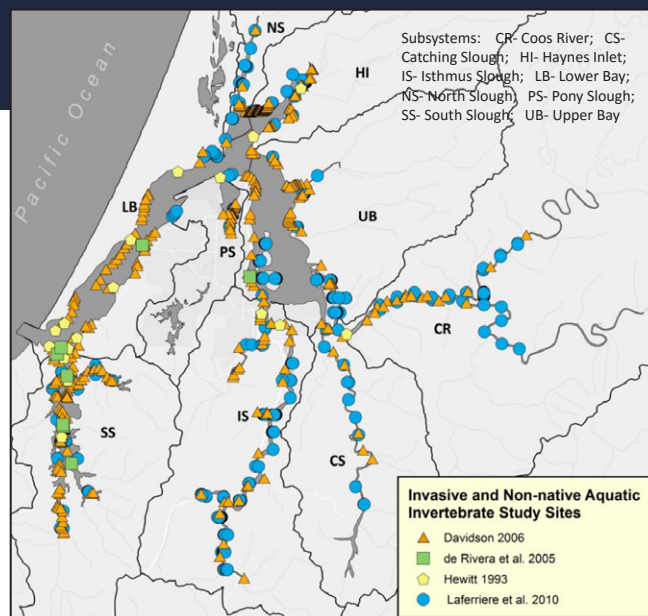 Subsystems: CR- Coos River; CS-
Catching Slough; HI- Haynes Inlet;
IS- Isthmus Slough; LB- Lower Bay;
NS- North Slough; PS- Pony Slough;
SS- South Slough; UB- Upper Bay
NS
HI
Pacific Ocean
LB
PS
UB
CR
SS
IS
CS
Invasive and Non-native Aquatic
Invertebrate Study Sites
Davidson 2006
de Rivera et al. 2005
Hewitt 1993
Laferriere et al. 2010